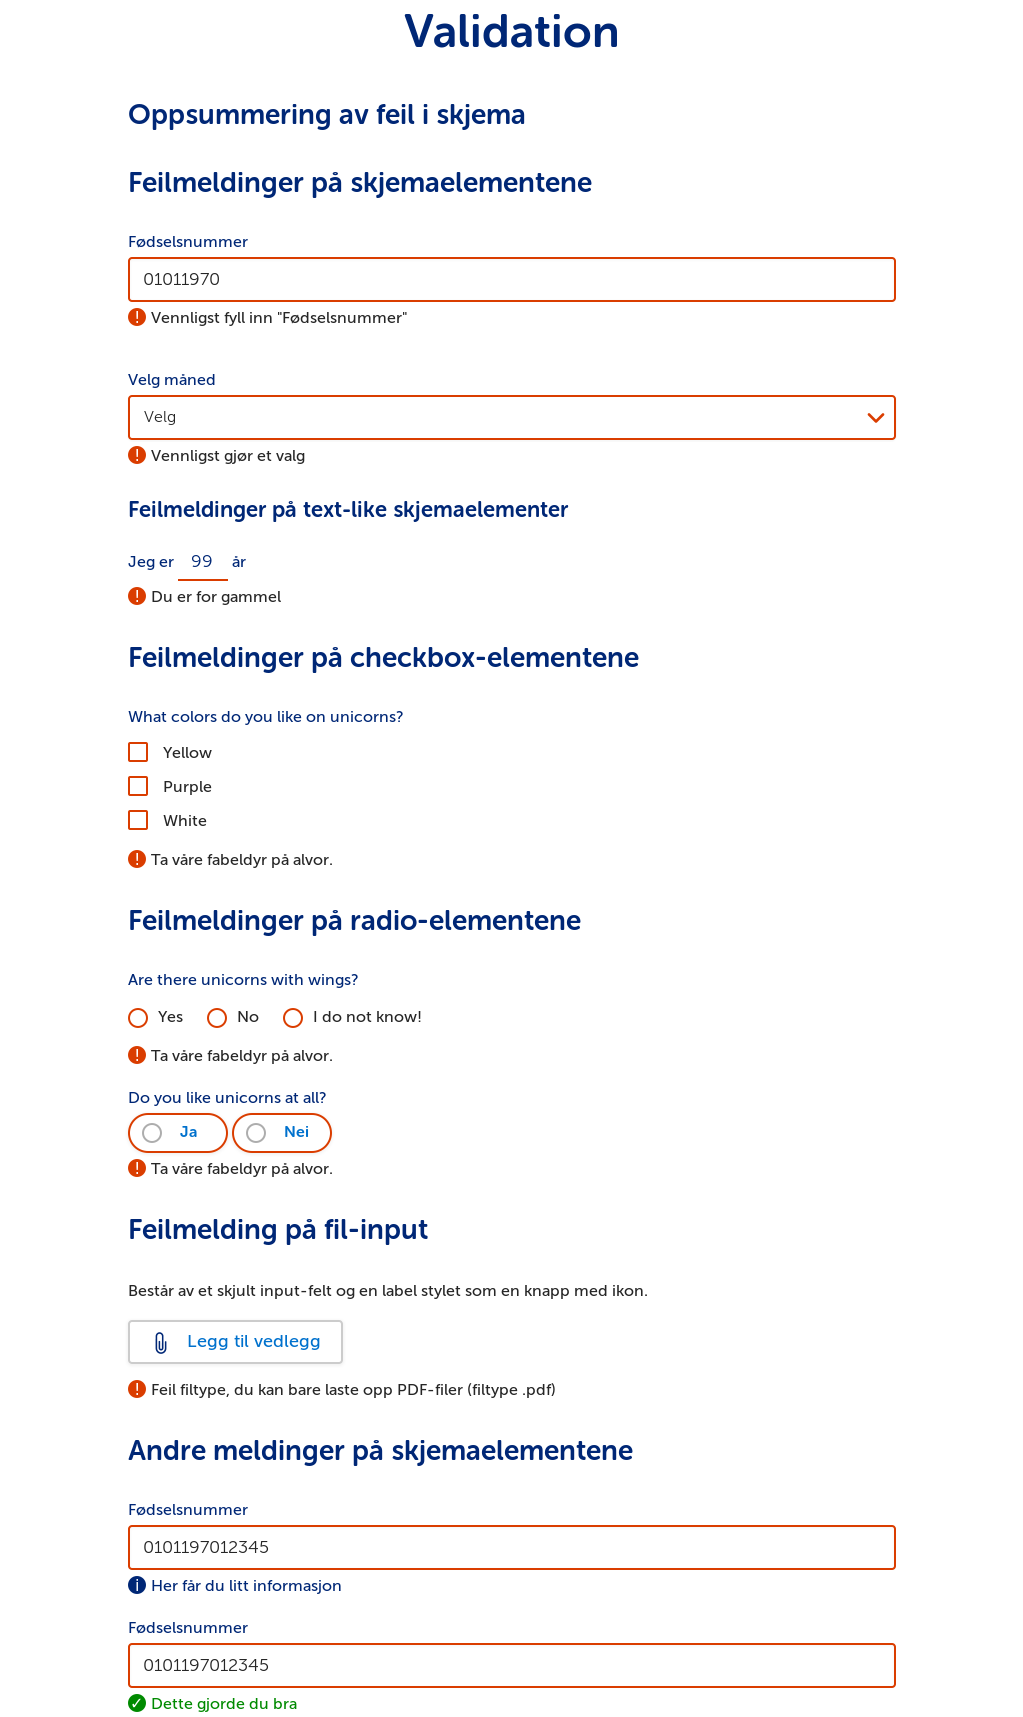 Validation
Oppsummering av feil i skjema
Feilmeldinger på skjemaelementene
Fødselsnummer
01011970
Vennligst fyll inn "Fødselsnummer"
Velg måned
Velg
Vennligst gjør et valg
Feilmeldinger på text-like skjemaelementer
Jeg er 99 år
Du er for gammel
Feilmeldinger på checkbox-elementene
What colors do you like on unicorns?
Yellow
Purple
White
Ta våre fabeldyr på alvor.
Feilmeldinger på radio-elementene
Are there unicorns with wings?
Yes No I do not know!
Ta våre fabeldyr på alvor.
Do you like unicorns at all?
Ja Nei
Ta våre fabeldyr på alvor.
Feilmelding på fil-input
Består av et skjult input-felt og en label stylet som en knapp med ikon.
Legg til vedlegg
Feil filtype, du kan bare laste opp PDF-filer (filtype .pdf)
Andre meldinger på skjemaelementene
Fødselsnummer
0101197012345
Her får du litt informasjon
Fødselsnummer
0101197012345
Dette gjorde du bra